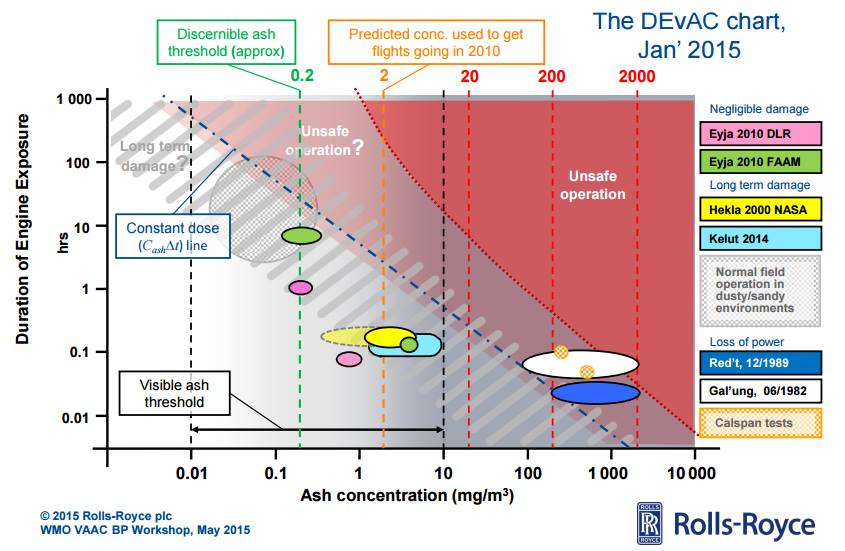 The DEvAC chart,
Jan’ 2015
Discernible ash
threshold (approx)
Predicted conc. used to get
flights going in 2010
0.2
2
20
200
2000
Duration of Engine Exposure
hrs
1 000
100
10
1
0.1
0.01
Long term
damage?
Unsafe
operation?
Unsafe
operation
Constant dose
(CashΔt) line
Visible ash
threshold
0.01
0.1
1
10
100
1 000
10 000
Ash concentration (mg/m³)
Negligible damage
Eyja 2010 DLR
Eyja 2010 FAAM
Long term damage
Hekla 2000 NASA
Kelut 2014
Normal field
operation in
dusty/sandy
environments
Loss of power
Red’t, 12/1989
Gal’ung, 06/1982
Calspan tests
© 2015 Rolls-Royce plc
WMO VAAC BP Workshop, May 2015
ROLLS
RR
ROYCE
Rolls-Royce